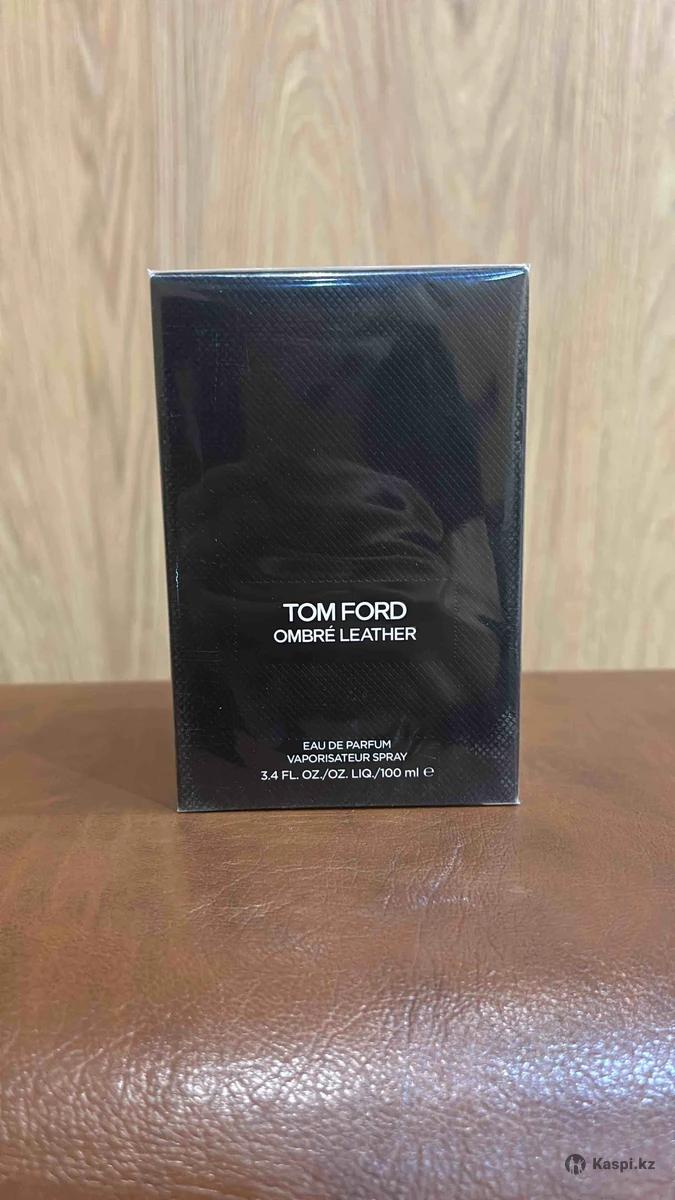 TOM FORD
OMBRÉ LEATHER
EAU DE PARFUM
VAPORISATEUR SPRAY
3.4 FL. OZ./OZ. LIQ./100 ml ℮
Kaspi.kz